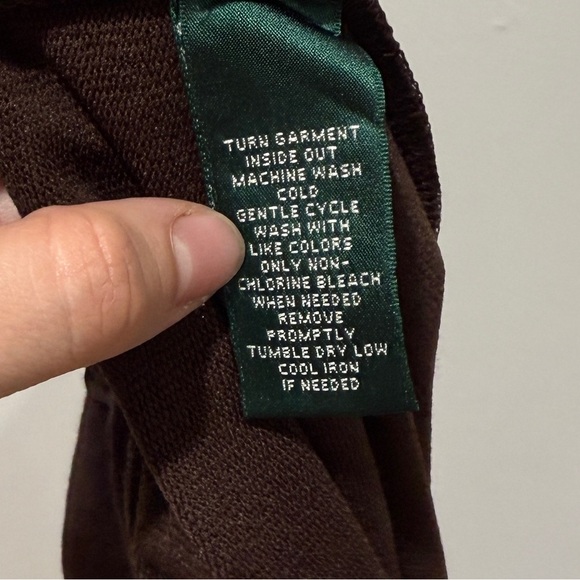 TURN GARMENT
INSIDE OUT
MACHINE WASH
COLD
GENTLE CYCLE
WASH WITH
LIKE COLORS
ONLY NON-
CHLORINE BLEACH
WHEN NEEDED
REMOVE
PROMPTLY
TUMBLE DRY LOW
COOL IRON
IF NEEDED